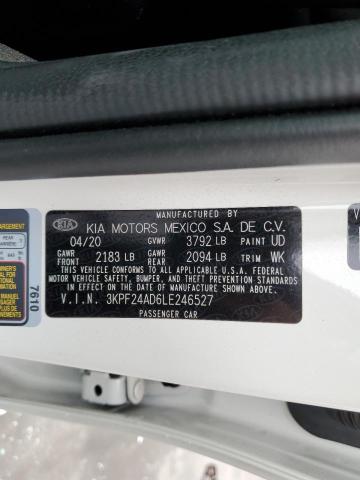 MANUFACTURED BY
KIA KIA MOTORS MEXICO S.A. DE C.V.
04/20 GVWR 3792 LB PAINT UD
GAWR FRONT 2183 LB GAWR REAR 2094 LB TRIM WK
THIS VEHICLE CONFORMS TO ALL APPLICABLE U.S. FEDERAL
MOTOR VEHICLE SAFETY, BUMPER, AND THEFT PREVENTION
STANDARDS IN EFFECT ON THE DATE OF MANUFACTURE SHOWN ABOVE.
V.I.N. 3KPF24AD6LE246527
PASSENGER CAR
7610
REAR